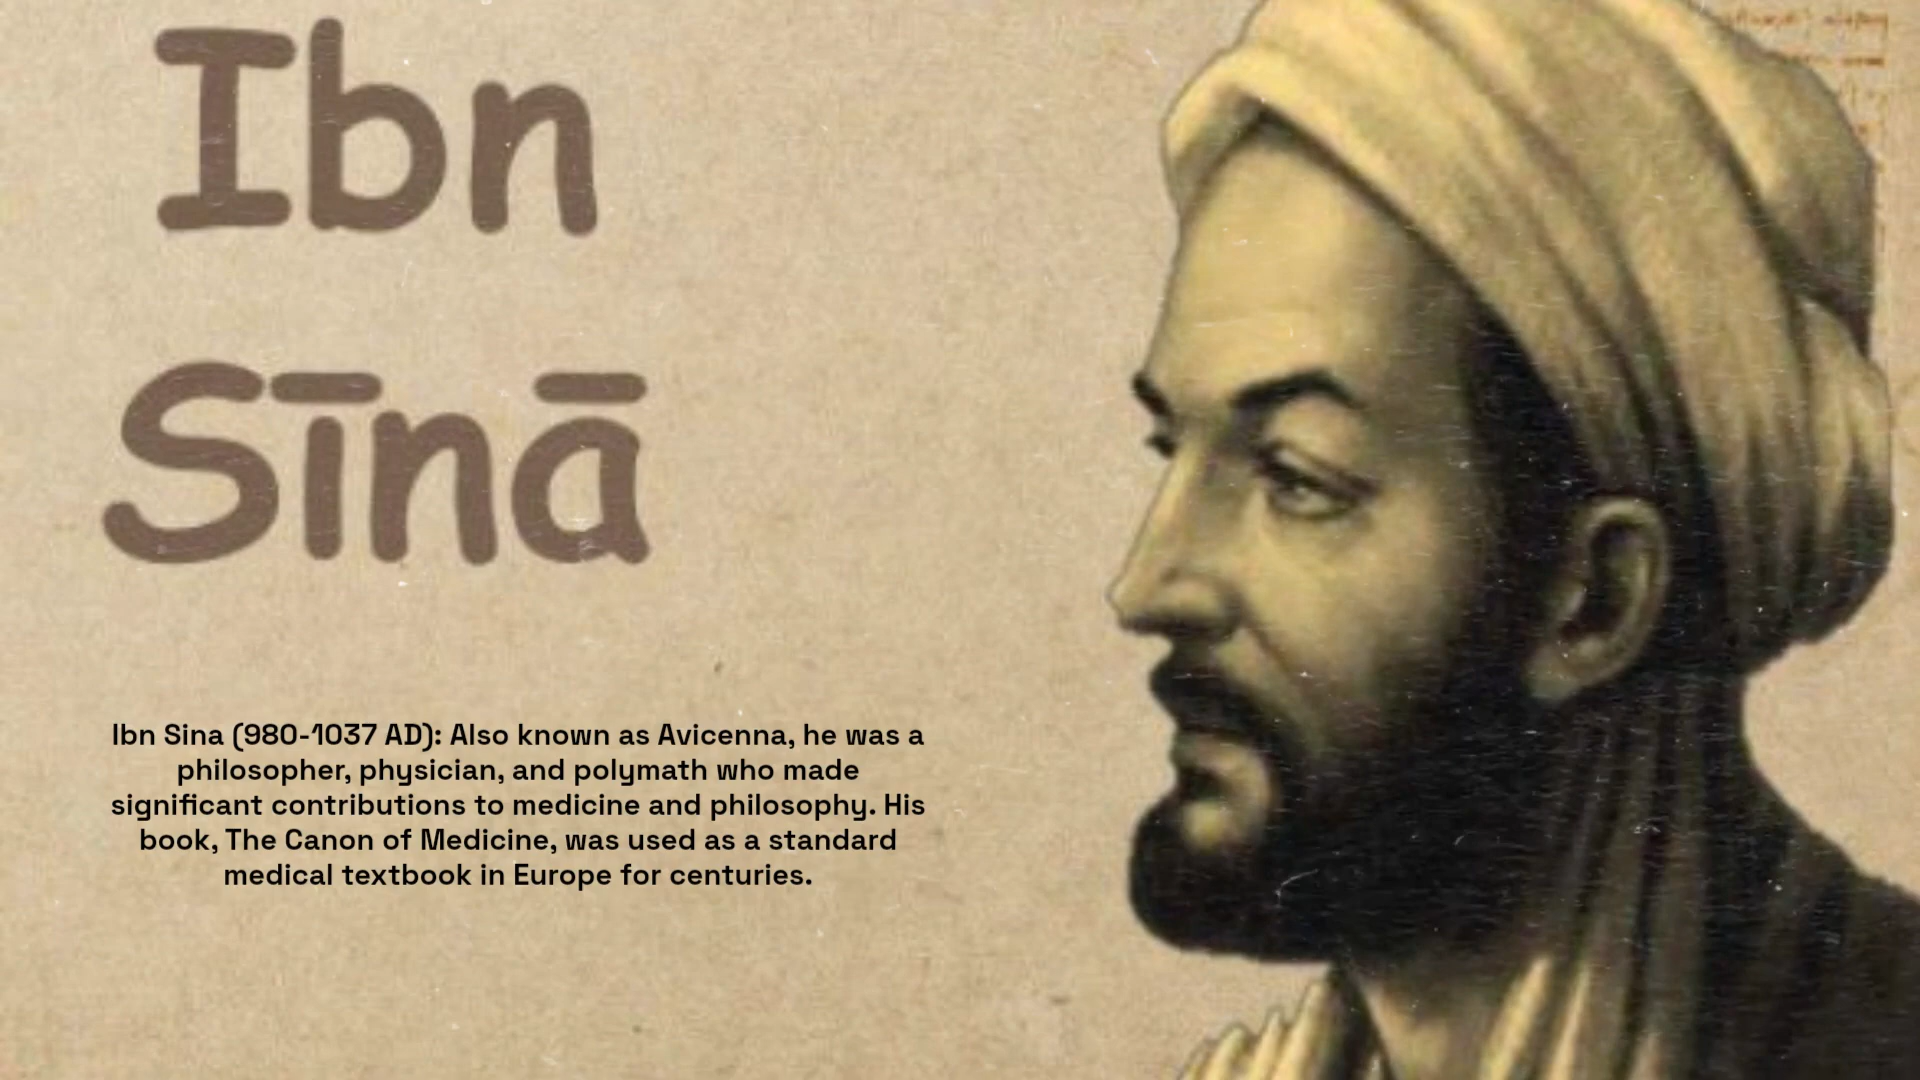 Ibn
Sīnā
Ibn Sina (980-1037 AD): Also known as Avicenna, he was a
philosopher, physician, and polymath who made
significant contributions to medicine and philosophy. His
book, The Canon of Medicine, was used as a standard
medical textbook in Europe for centuries.